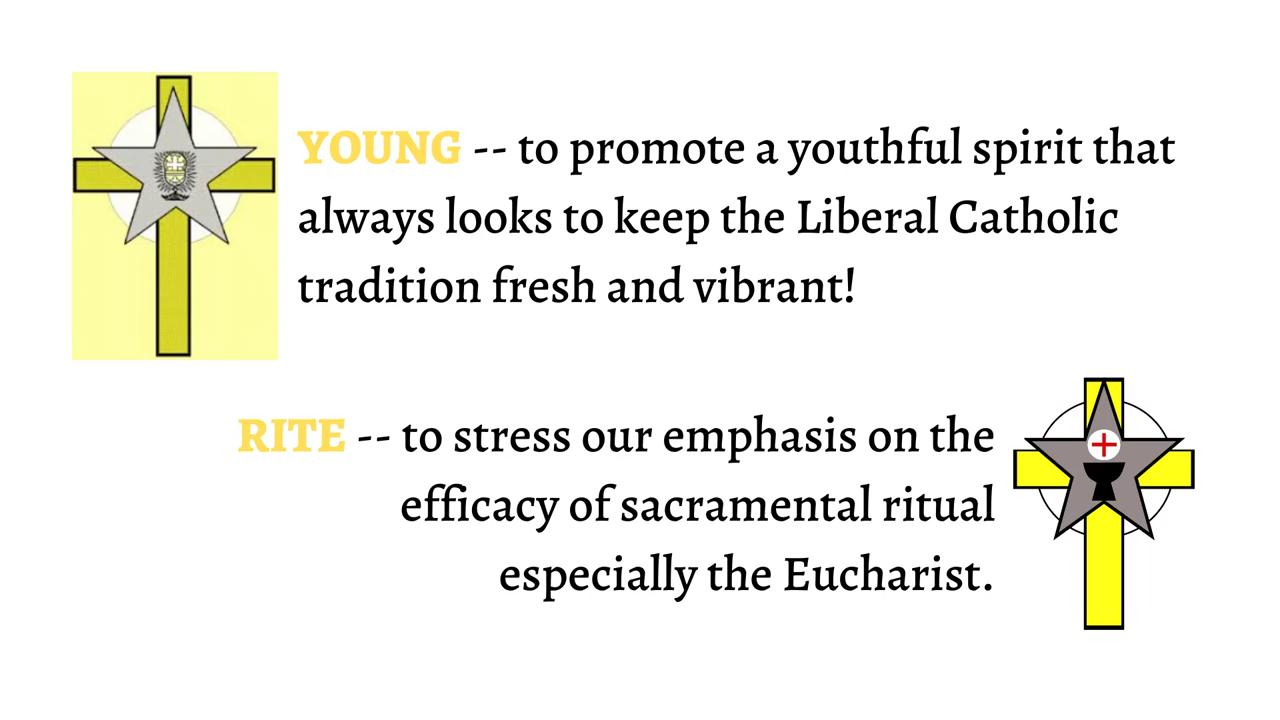 YOUNG -- to promote a youthful spirit that
always looks to keep the Liberal Catholic
tradition fresh and vibrant!
RITE -- to stress our emphasis on the
efficacy of sacramental ritual
especially the Eucharist.